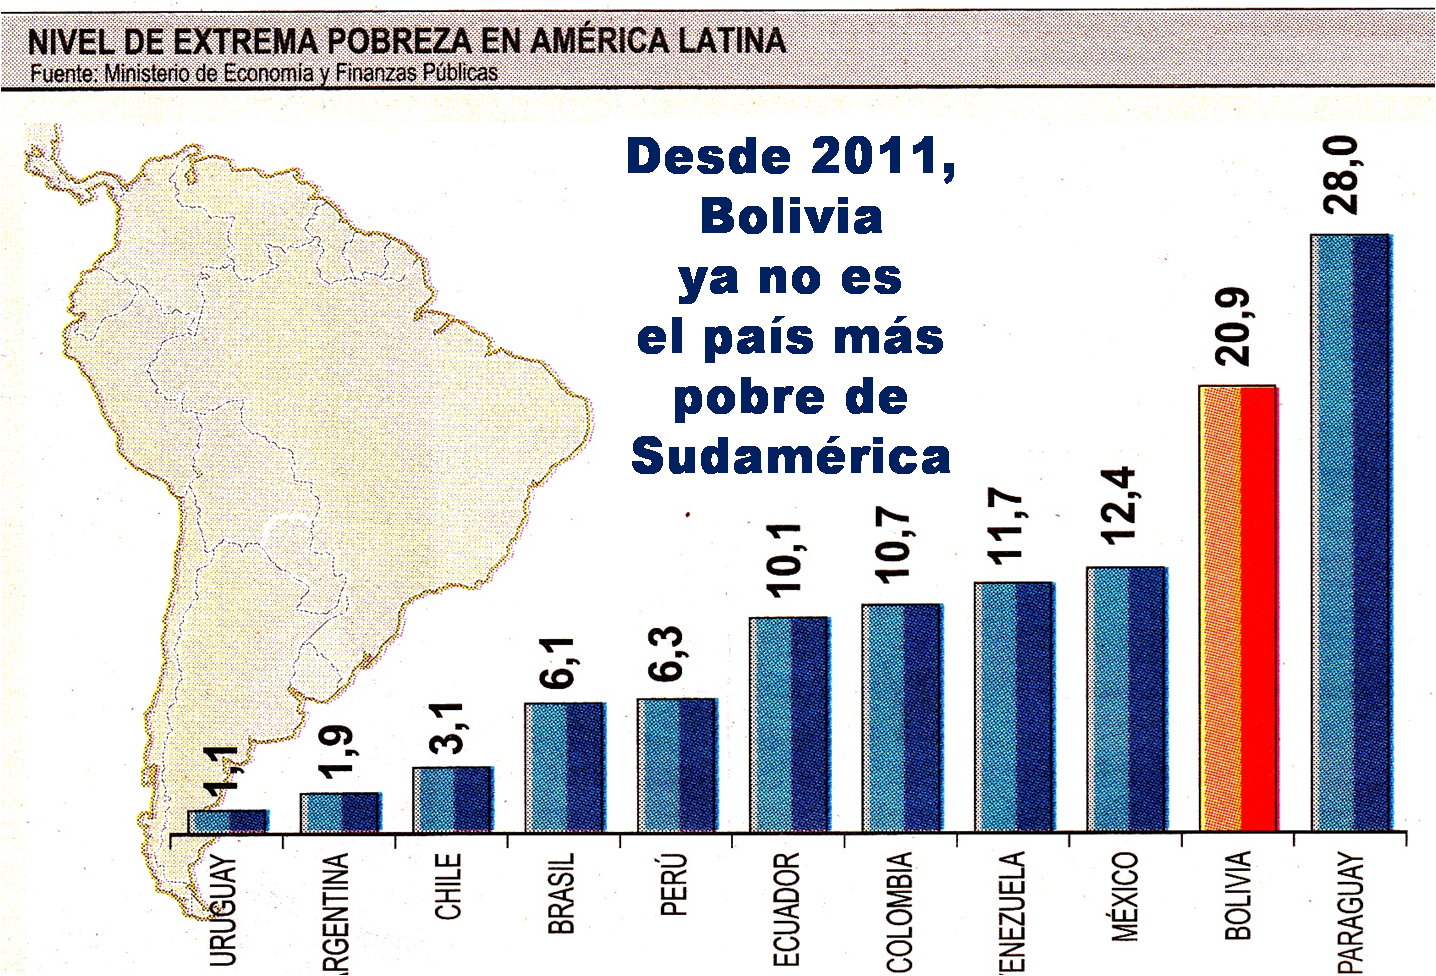 NIVEL DE EXTREMA POBREZA EN AMÉRICA LATINA
Fuente: Ministerio de Economía y Finanzas Públicas
Desde 2011,
Bolivia
ya no es
el país más
pobre de
Sudamérica
1,1
1,9
3,1
6,1
6,3
10,1
10,7
11,7
12,4
20,9
28,0
URUGUAY
RGENTINA
CHILE
BRASIL
PERÚ
ECUADOR
COLOMBIA
ENEZUELA
MÉXICO
BOLIVIA
PARAGUAY